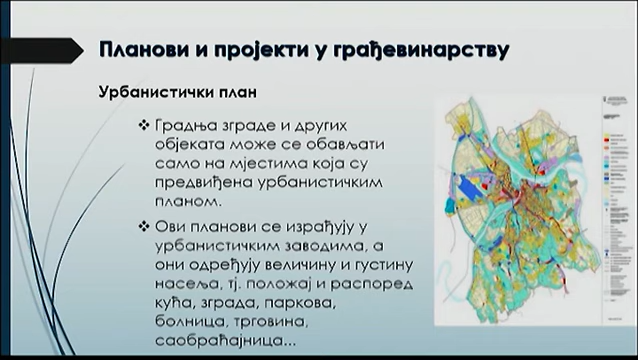 Планови и пројекти у грађевинарству
Урбанистички план
❖ Градња зграде и других
објеката може се обављати
само на мјестима која су
предвиђена урбанистичким
планом.
❖ Ови планови се израђују у
урбанистичким заводима, а
они одређују величину и густину
насеља, тј. положај и распоред
кућа, зграда, паркова,
болница, трговина,
саобраћајница...